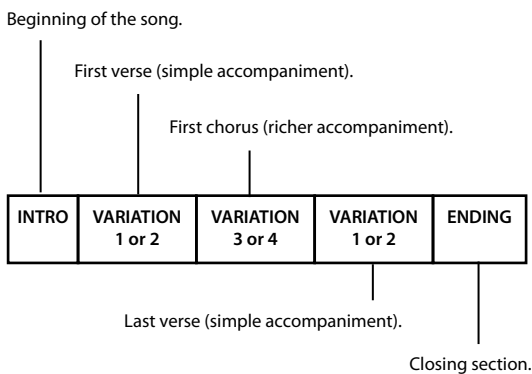 Beginning of the song.
First verse (simple accompaniment).
First chorus (richer accompaniment).
INTRO
VARIATION
1 or 2
VARIATION
3 or 4
VARIATION
1 or 2
ENDING
Last verse (simple accompaniment).
Closing section.